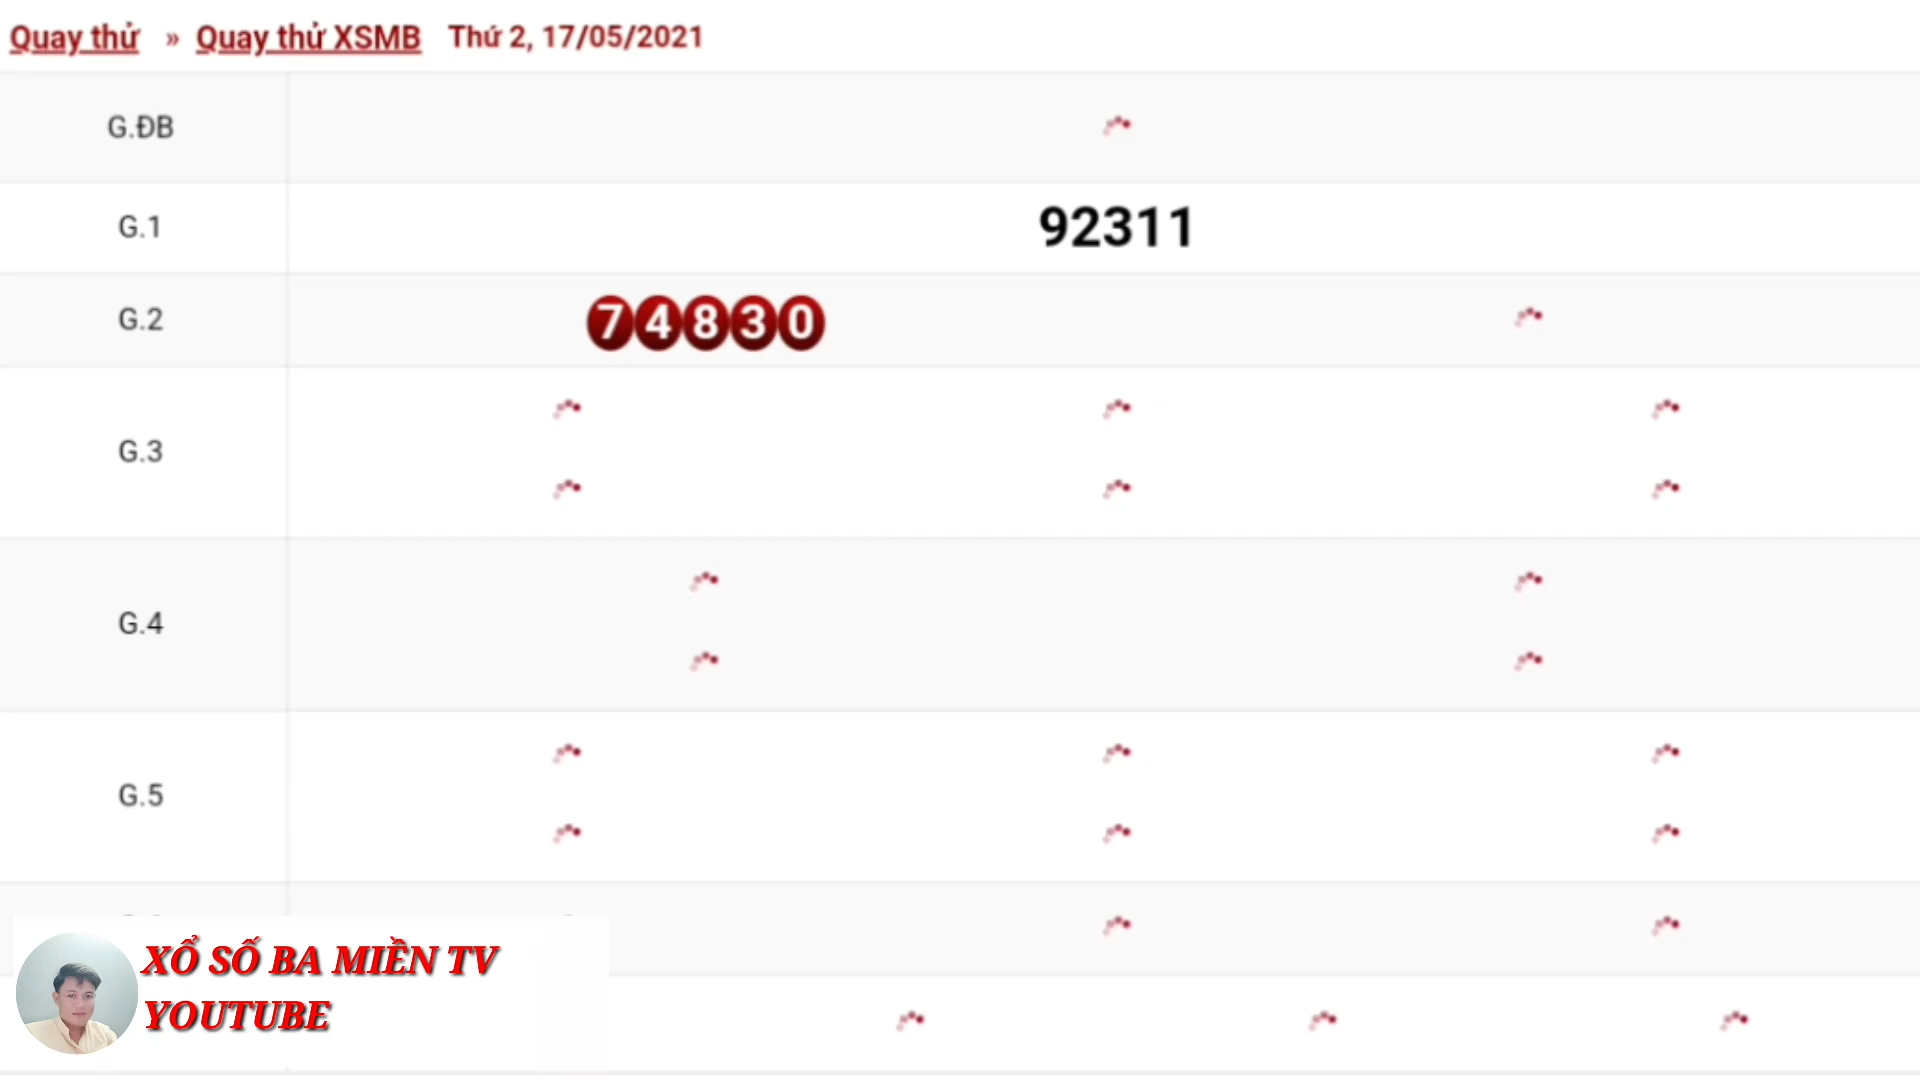 Quay thử » Quay thử XSMB Thứ 2, 17/05/2021
G.ĐB
G.1 92311
G.2 74830
G.3
G.4
G.5
XỔ SỐ BA MIỀN TV
YOUTUBE